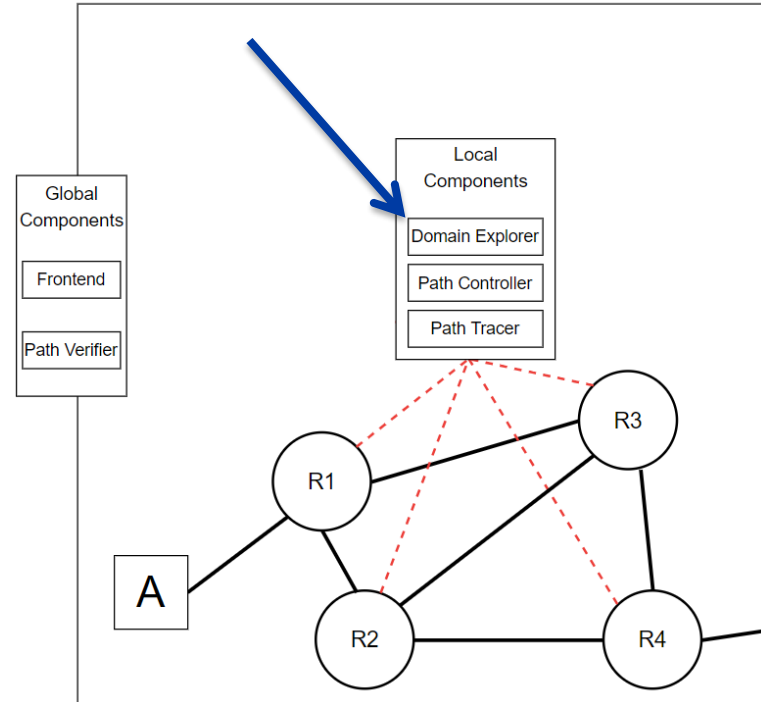 Local
Components
Domain Explorer
Path Controller
Path Tracer
Global
Components
Frontend
Path Verifier
R3
R1
A
R2
R4